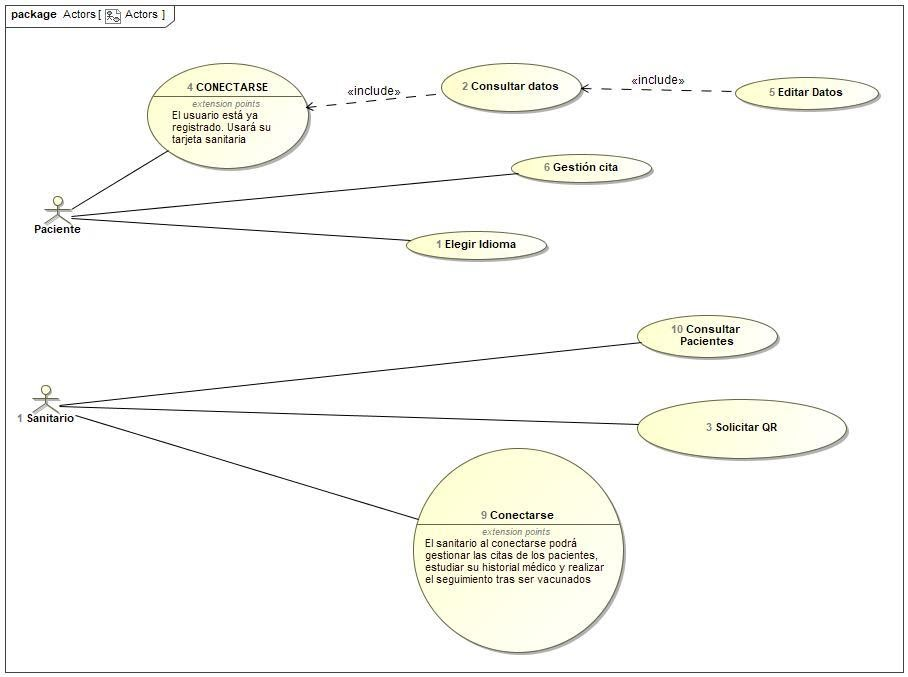 package Actors [ Actors ]
4 CONECTARSE
extension points
El usuario está ya
registrado. Usará su
tarjeta sanitaria
«include»
2 Consultar datos
«include»
5 Editar Datos
6 Gestión cita
Paciente
1 Elegir Idioma
10 Consultar
Pacientes
1 Sanitario
3 Solicitar QR
9 Conectarse
extension points
El sanitario al conectarse podrá
gestionar las citas de los pacientes,
estudiar su historial médico y realizar
el seguimiento tras ser vacunados